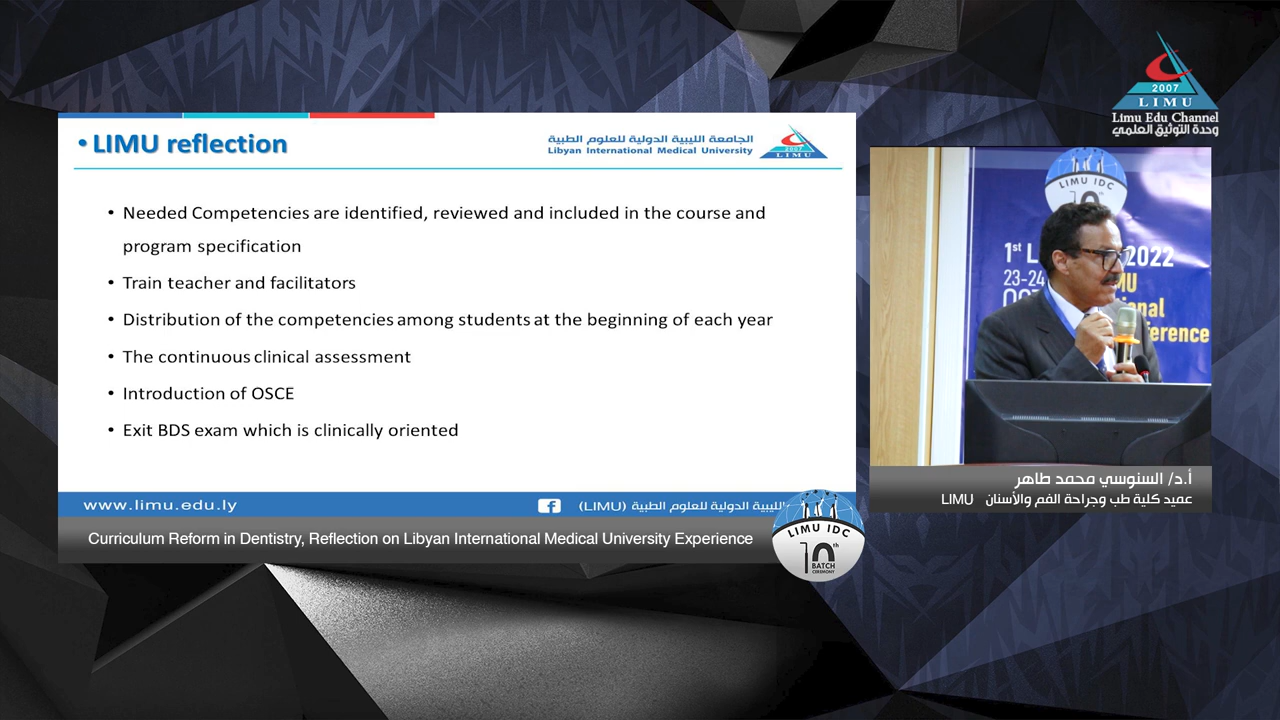 2007
LIMU
Limu Edu Channel
وحدة التوثيق العلمي
• LIMU reflection
الجامعة الليبية الدولية للعلوم الطبية
Libyan International Medical University
2007
LIMU
• Needed Competencies are identified, reviewed and included in the course and
program specification
• Train teacher and facilitators
• Distribution of the competencies among students at the beginning of each year
• The continuous clinical assessment
• Introduction of OSCE
• Exit BDS exam which is clinically oriented
www.limu.edu.ly
الليبية الدولية للعلوم الطبية (LIMU)
Curriculum Reform in Dentistry, Reflection on Libyan International Medical University Experience
LIMU IDC
10th
BATCH
CEREMONY
LIMU IDC
1st L 2022
23-24
أ.د/ السنوسي محمد طاهر
عميد كلية طب وجراحة الفم والأسنان LIMU